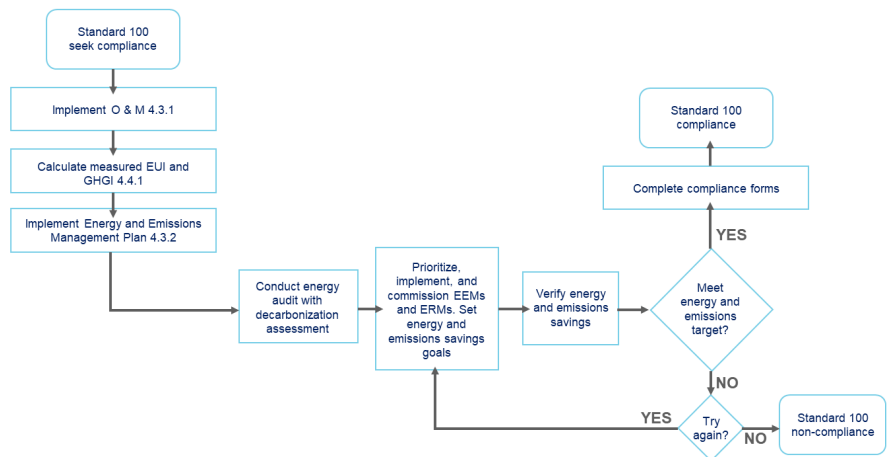 Standard 100
seek compliance
Implement O & M 4.3.1
Calculate measured EUI and
GHGI 4.4.1
Implement Energy and Emissions
Management Plan 4.3.2
Conduct energy
audit with
decarbonization
assessment
Prioritize,
implement, and
commission EEMs
and ERMs. Set
energy and
emissions savings
goals
Verify energy
and emissions
savings
Meet
energy and
emissions
target?
YES
Complete compliance forms
Standard 100
compliance
NO
Try
again?
YES
NO
Standard 100
non-compliance